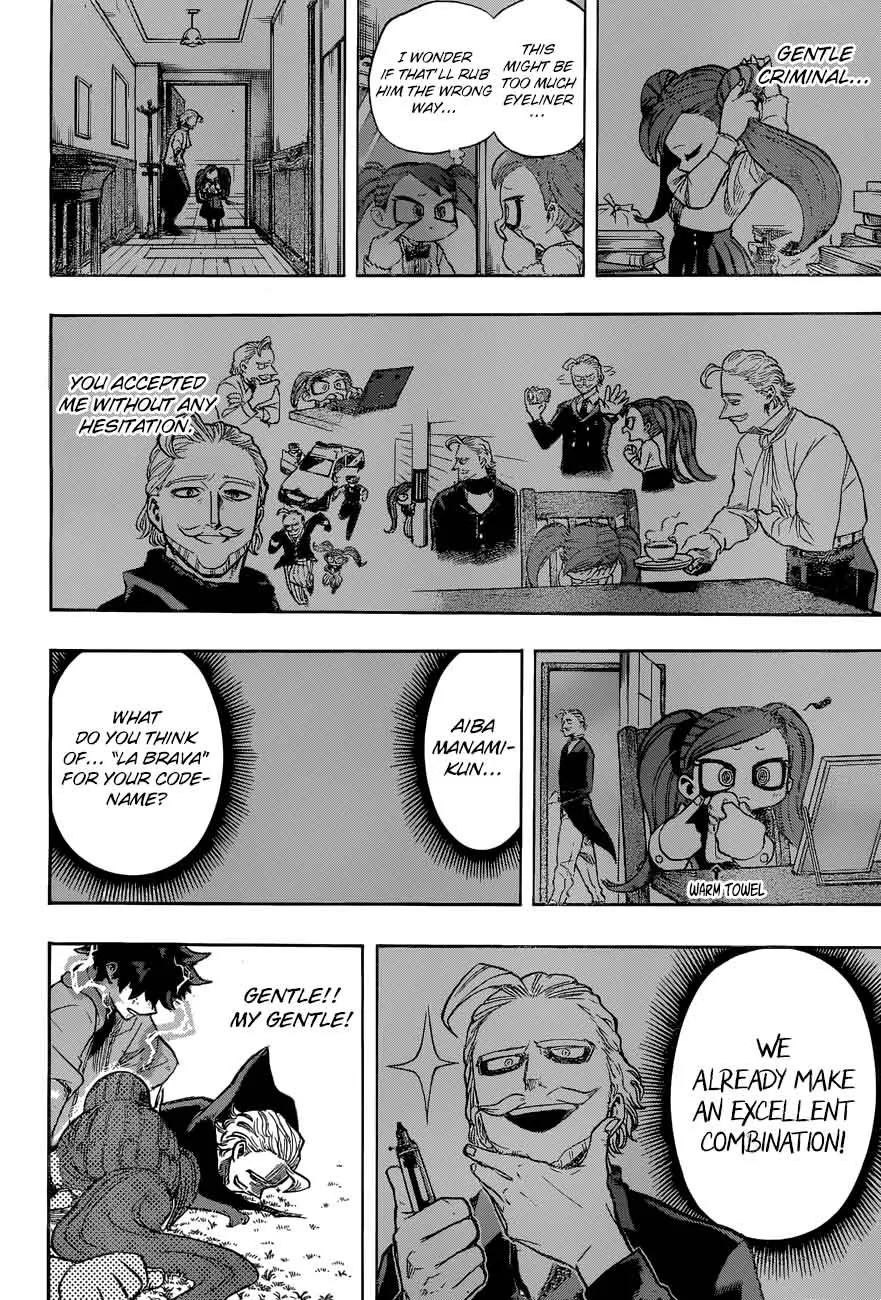 GENTLE
CRIMINAL...
THIS
MIGHT BE
TOO MUCH
EYELINER
...
I WONDER
IF THAT'LL RUB
HIM THE WRONG
WAY...
YOU ACCEPTED
ME WITHOUT ANY
HESITATION.
WARM TOWEL
AIBA
MANAMI-
KUN...
WHAT
DO YOU THINK
OF... "LA BRAVA"
FOR YOUR CODE-
NAME?
WE
ALREADY MAKE
AN EXCELLENT
COMBINATION!
GENTLE!!
MY GENTLE!